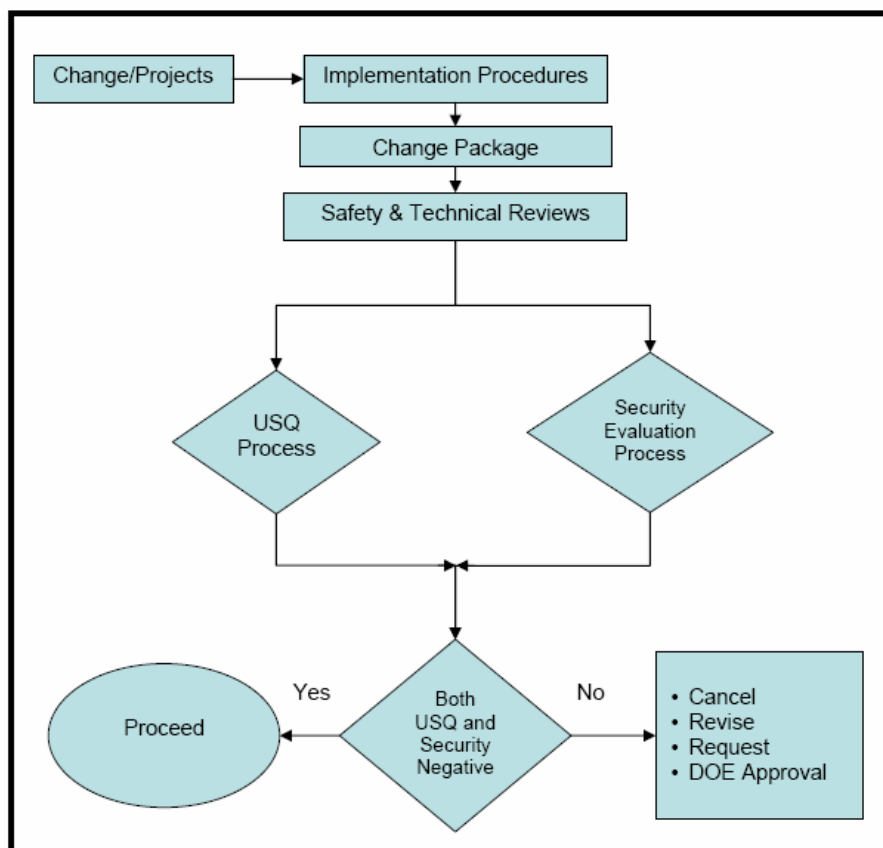 Change/Projects
Implementation Procedures
Change Package
Safety & Technical Reviews
USQ
Process
Security
Evaluation
Process
Both
USQ and
Security
Negative
Yes
Proceed
No
• Cancel
• Revise
• Request
• DOE Approval